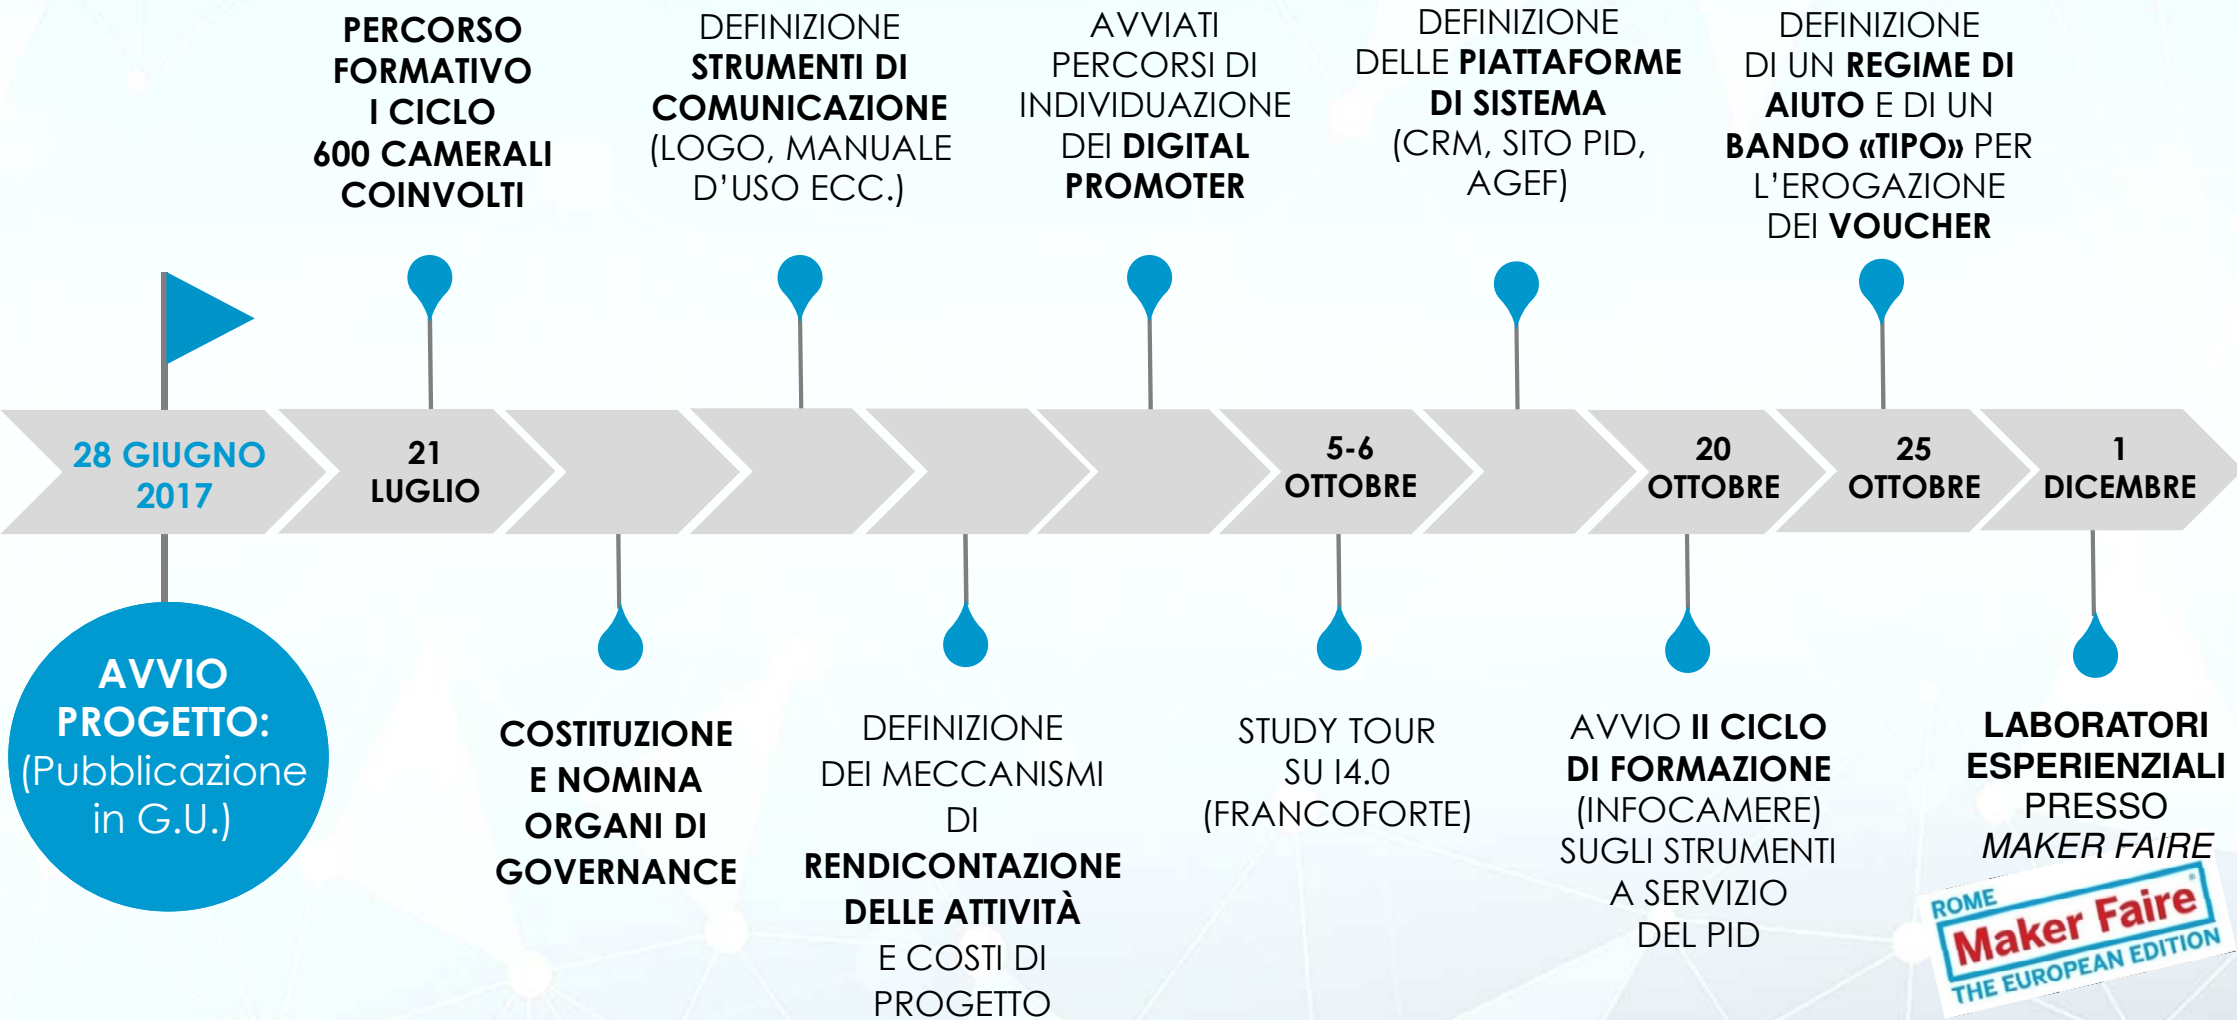 PERCORSO
FORMATIVO
I CICLO
600 CAMERALI
COINVOLTI
DEFINIZIONE
STRUMENTI DI
COMUNICAZIONE
(LOGO, MANUALE
D’USO ECC.)
AVVIATI
PERCORSI DI
INDIVIDUAZIONE
DEI DIGITAL
PROMOTER
DEFINIZIONE
DELLE PIATTAFORME
DI SISTEMA
(CRM, SITO PID,
AGEF)
DEFINIZIONE
DI UN REGIME DI
AIUTO E DI UN
BANDO «TIPO» PER
L’EROGAZIONE
DEI VOUCHER
28 GIUGNO
2017
21
LUGLIO
5-6
OTTOBRE
20
OTTOBRE
25
OTTOBRE
1
DICEMBRE
AVVIO
PROGETTO:
(Pubblicazione
in G.U.)
COSTITUZIONE
E NOMINA
ORGANI DI
GOVERNANCE
DEFINIZIONE
DEI MECCANISMI
DI
RENDICONTAZIONE
DELLE ATTIVITÀ
E COSTI DI
PROGETTO
STUDY TOUR
SU I4.0
(FRANCOFORTE)
AVVIO II CICLO
DI FORMAZIONE
(INFOCAMERE)
SUGLI STRUMENTI
A SERVIZIO
DEL PID
LABORATORI
ESPERIENZIALI
PRESSO
MAKER FAIRE
ROME
Maker Faire
THE EUROPEAN EDITION